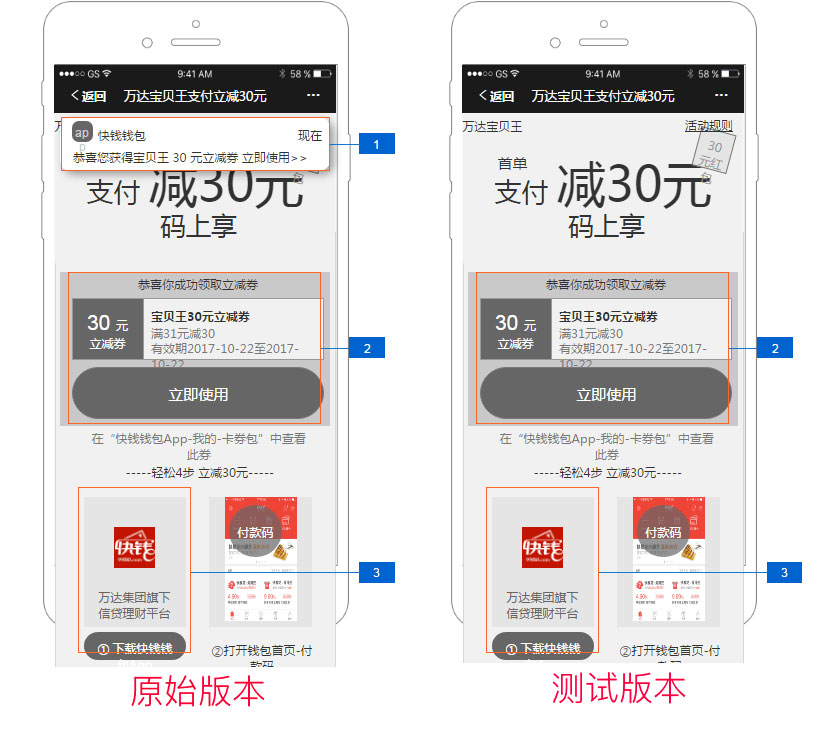 ●●●○○ GS 9:41 AM 58 %
返回 万达宝贝王支付立减30元 ···
万
app
快钱钱包 现在
恭喜您获得宝贝王 30 元立减券 立即使用>>
1
包
支付 减30元
码上享
恭喜你成功领取立减券
30 元
立减券
宝贝王30元立减券
满31元减30
有效期2017-10-22至2017-
10-22
2
立即使用
在“快钱钱包App-我的-卡券包”中查看
此券
-----轻松4步 立减30元-----
快钱
付款码
3
万达集团旗下
信贷理财平台
① 下载快钱钱
②打开钱包首页-付
款码
原始版本
●●●○○ GS 9:41 AM 58 %
返回 万达宝贝王支付立减30元 ···
万达宝贝王 活动规则
30
元红
包
首单
支付 减30元
码上享
恭喜你成功领取立减券
30 元
立减券
宝贝王30元立减券
满31元减30
有效期2017-10-22至2017-
10-22
2
立即使用
在“快钱钱包App-我的-卡券包”中查看
此券
-----轻松4步 立减30元-----
快钱
付款码
3
万达集团旗下
信贷理财平台
① 下载快钱钱
②打开钱包首页-付
款码
测试版本